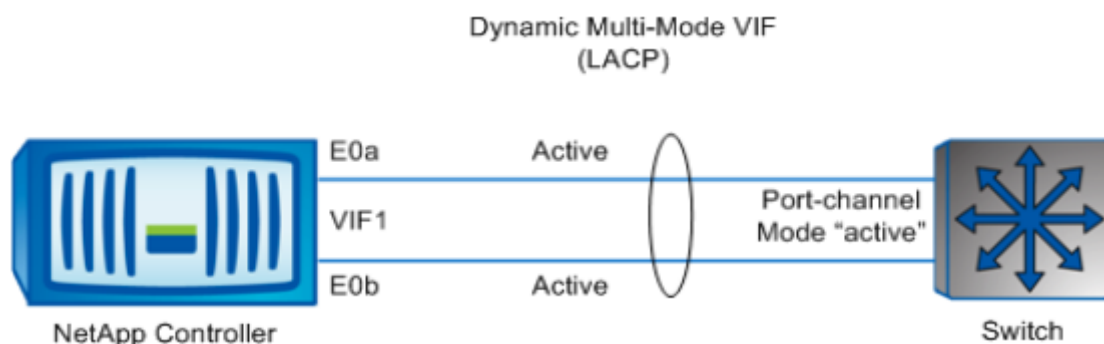 Dynamic Multi-Mode VIF
(LACP)
E0a
Active
VIF1
Port-channel
Mode “active”
E0b
Active
NetApp Controller
Switch